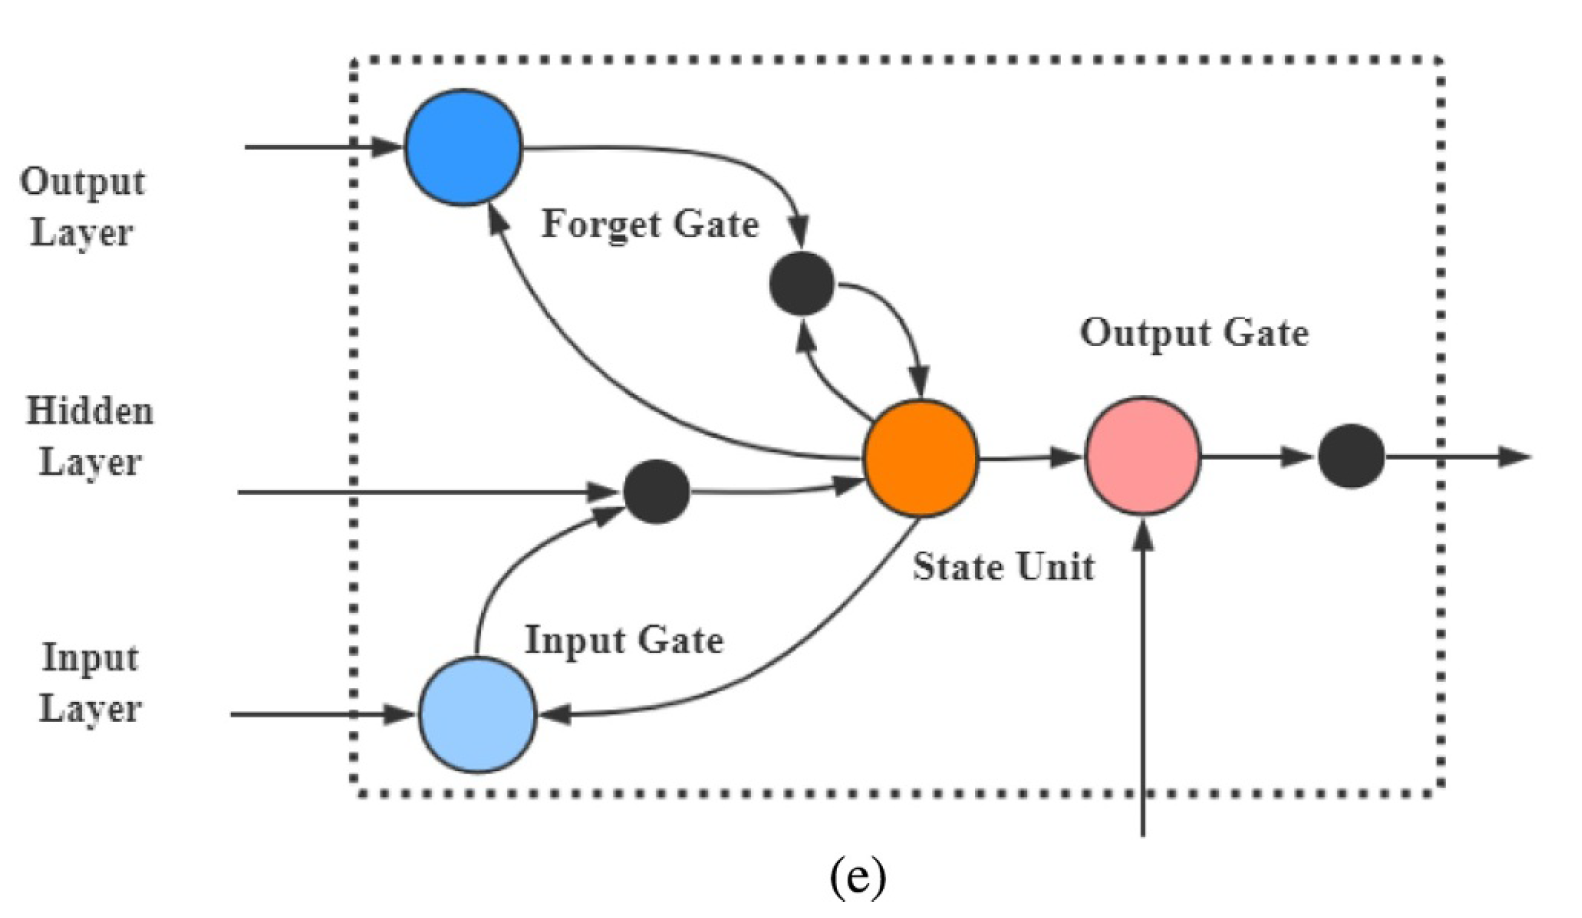 Output
Layer
Forget Gate
Output Gate
Hidden
Layer
State Unit
Input Gate
Input
Layer
(e)